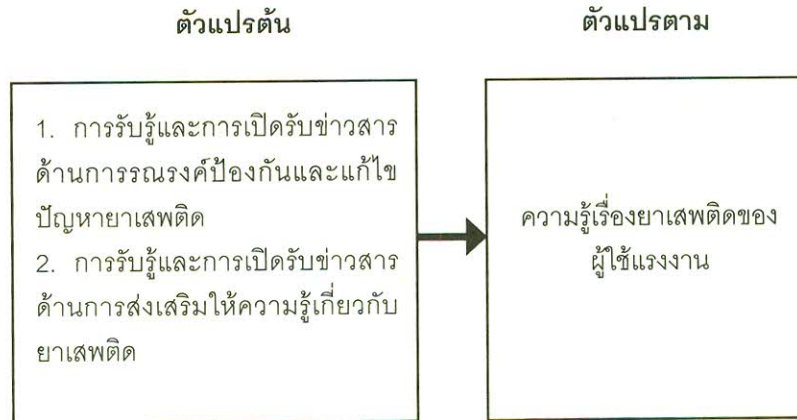 ตัวแปรต้น
ตัวแปรตาม
1. การรับรู้และการเปิดรับข่าวสาร
ด้านการรณรงค์ป้องกันและแก้ไข
ปัญหายาเสพติด
2. การรับรู้และการเปิดรับข่าวสาร
ด้านการส่งเสริมให้ความรู้เกี่ยวกับ
ยาเสพติด
ความรู้เรื่องยาเสพติดของ
ผู้ใช้แรงงาน